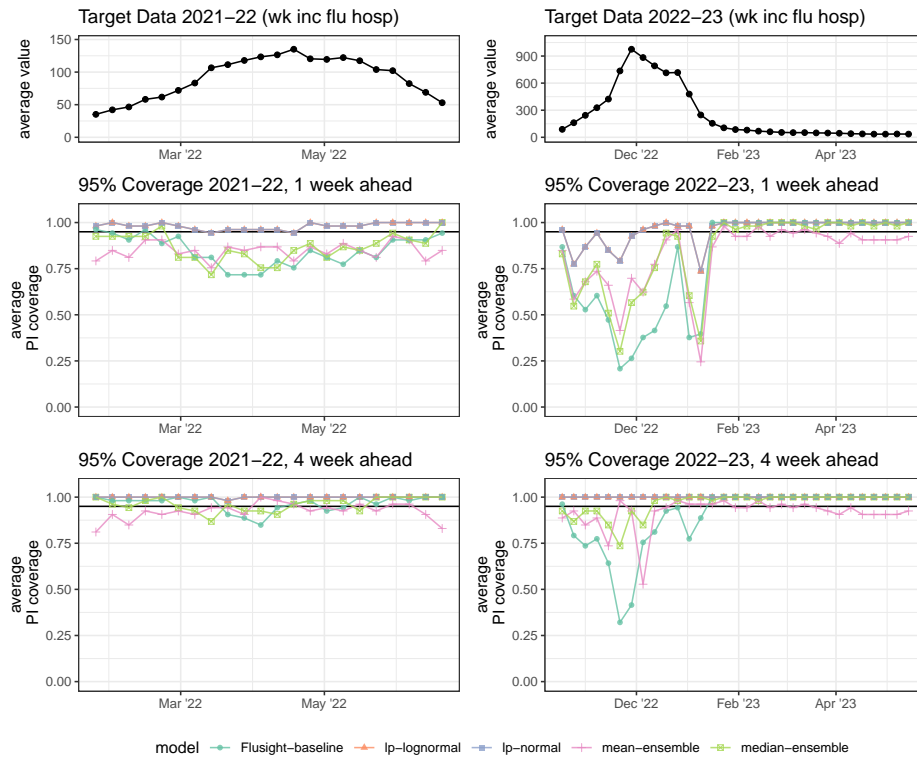 Target Data 2021−22 (wk inc flu hosp)
average value
150
100
50
0
Mar '22
May '22
Target Data 2022−23 (wk inc flu hosp)
average value
900
600
300
0
Dec '22
Feb '23
Apr '23
95% Coverage 2021−22, 1 week ahead
average
PI coverage
1.00
0.75
0.50
0.25
0.00
Mar '22
May '22
95% Coverage 2022−23, 1 week ahead
average
PI coverage
1.00
0.75
0.50
0.25
0.00
Dec '22
Feb '23
Apr '23
95% Coverage 2021−22, 4 week ahead
average
PI coverage
1.00
0.75
0.50
0.25
0.00
Mar '22
May '22
95% Coverage 2022−23, 4 week ahead
average
PI coverage
1.00
0.75
0.50
0.25
0.00
Dec '22
Feb '23
Apr '23
model Flusight−baseline lp−lognormal lp−normal mean−ensemble median−ensemble